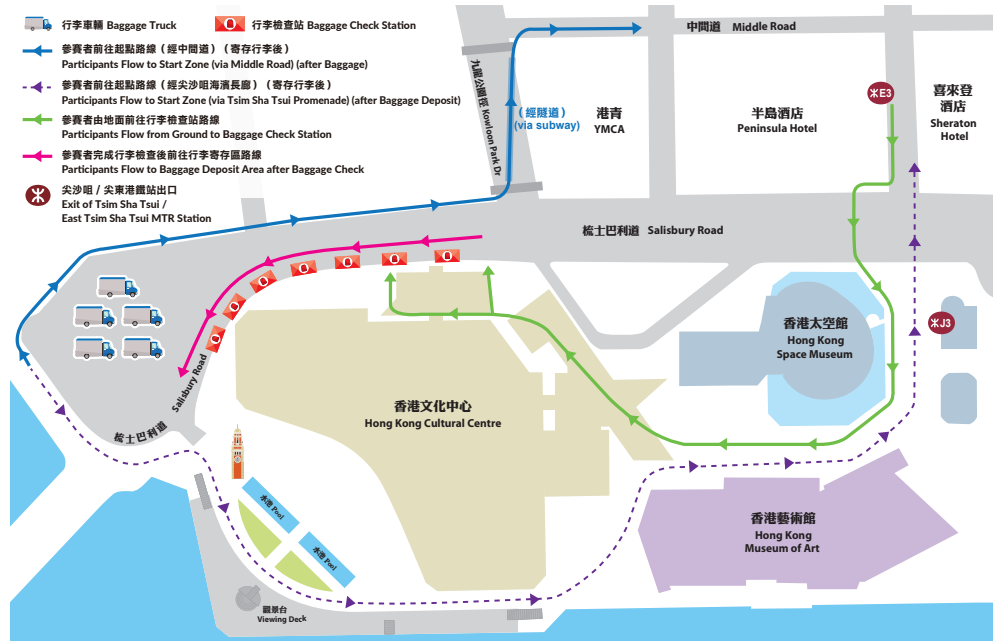 行李車輛 Baggage Truck
行李檢查站 Baggage Check Station
參賽者前往起點路線（經中間道）（寄存行李後）
Participants Flow to Start Zone (via Middle Road) (after Baggage)
參賽者前往起點路線（經尖沙咀海濱長廊）（寄存行李後）
Participants Flow to Start Zone (via Tsim Sha Tsui Promenade) (after Baggage Deposit)
參賽者由地面前往行李檢查站路線
Participants Flow from Ground to Baggage Check Station
參賽者完成行李檢查後前往行李寄存區路線
Participants Flow to Baggage Deposit Area after Baggage Check
尖沙咀 / 尖東港鐵站出口
Exit of Tsim Sha Tsui /
East Tsim Sha Tsui MTR Station
九龍公園徑 Kowloon Park Dr
中間道 Middle Road
（經隧道）
(via subway)
港青
YMCA
半島酒店
Peninsula Hotel
E3
喜來登
酒店
Sheraton
Hotel
梳士巴利道 Salisbury Road
香港太空館
Hong Kong
Space Museum
J3
梳士巴利道
Salisbury Road
香港文化中心
Hong Kong Cultural Centre
水池 Pool
水池 Pool
香港藝術館
Hong Kong
Museum of Art
觀景台
Viewing Deck